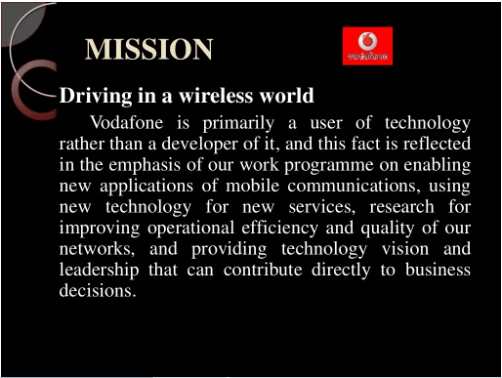 MISSION
vodafone
Driving in a wireless world
Vodafone is primarily a user of technology
rather than a developer of it, and this fact is reflected
in the emphasis of our work programme on enabling
new applications of mobile communications, using
new technology for new services, research for
improving operational efficiency and quality of our
networks, and providing technology vision and
leadership that can contribute directly to business
decisions.